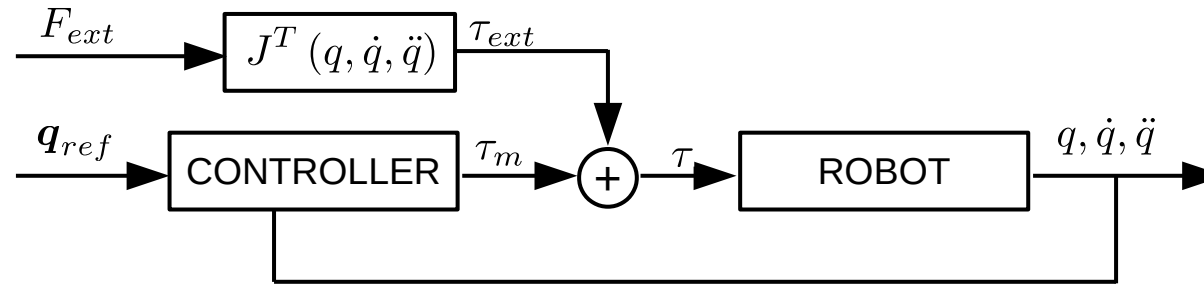 F_ext
J^T (q, q̇, q̈)
τ_ext
q_ref
CONTROLLER
τ_m
+
τ
ROBOT
q, q̇, q̈